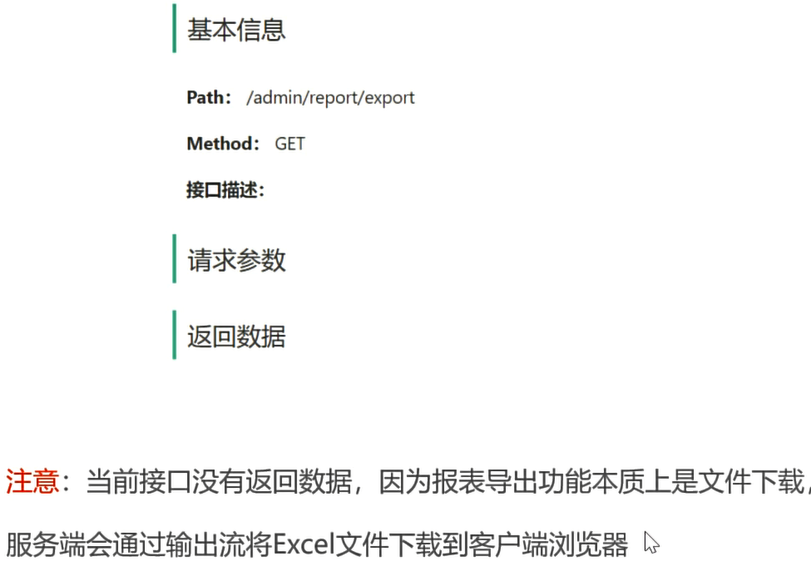 基本信息
Path： /admin/report/export
Method： GET
接口描述：
请求参数
返回数据
注意：当前接口没有返回数据，因为报表导出功能本质上是文件下载，
服务端会通过输出流将Excel文件下载到客户端浏览器